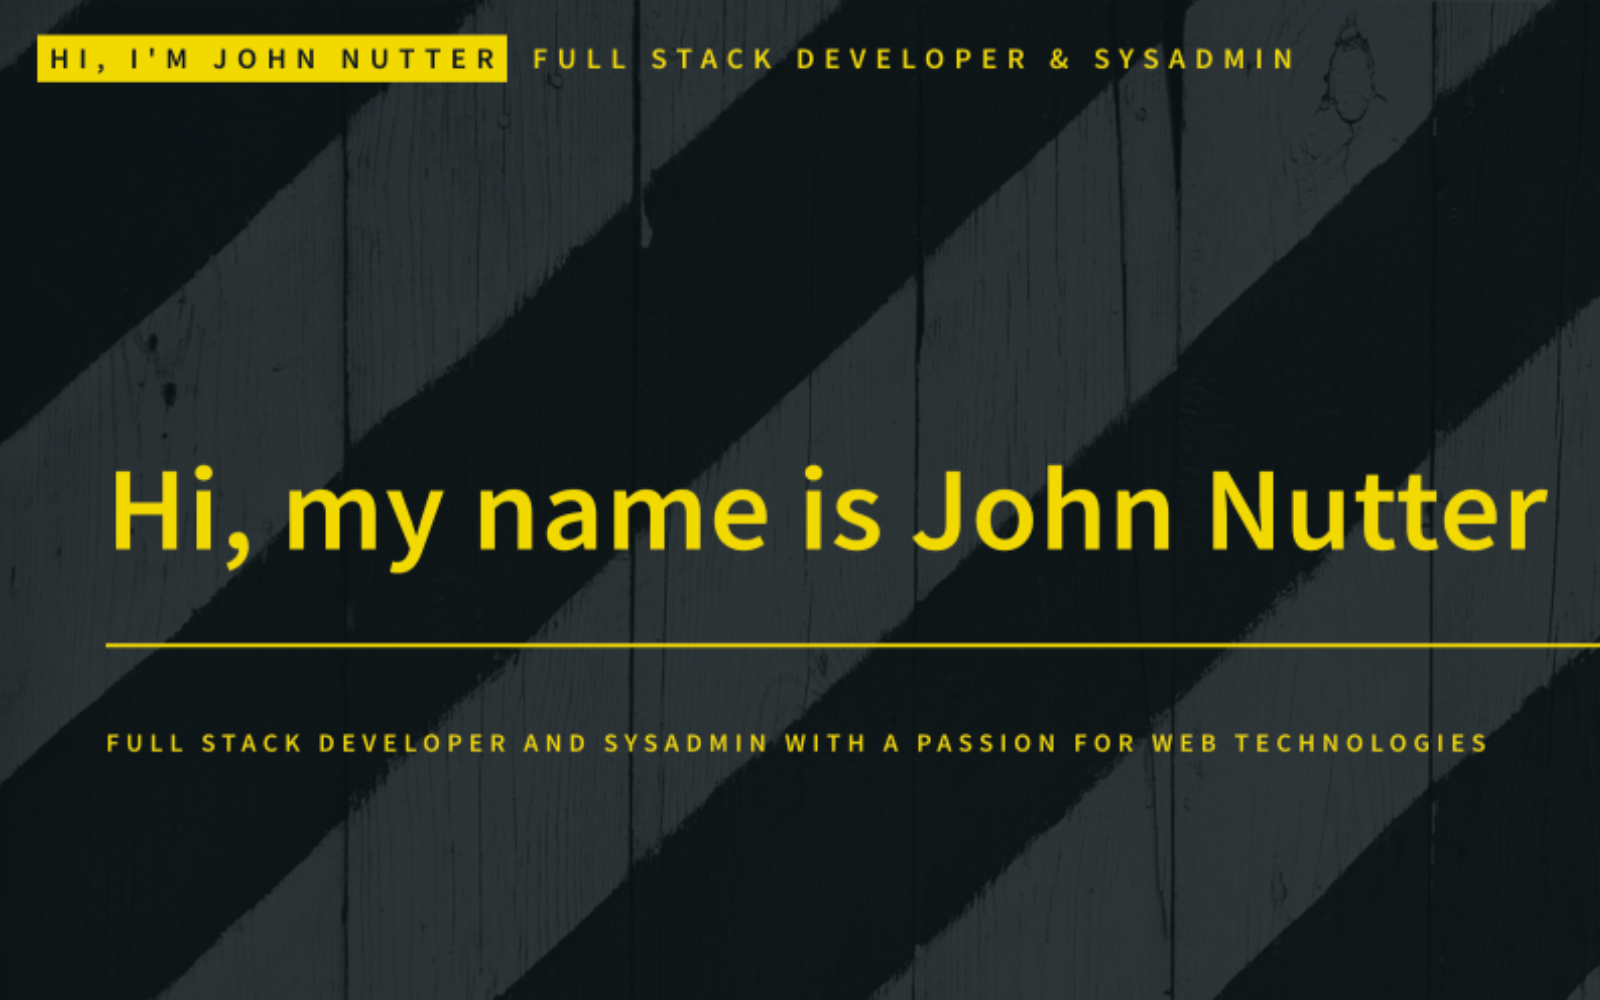 HI, I'M JOHN NUTTER FULL STACK DEVELOPER & SYSADMIN
Hi, my name is John Nutter
FULL STACK DEVELOPER AND SYSADMIN WITH A PASSION FOR WEB TECHNOLOGIES